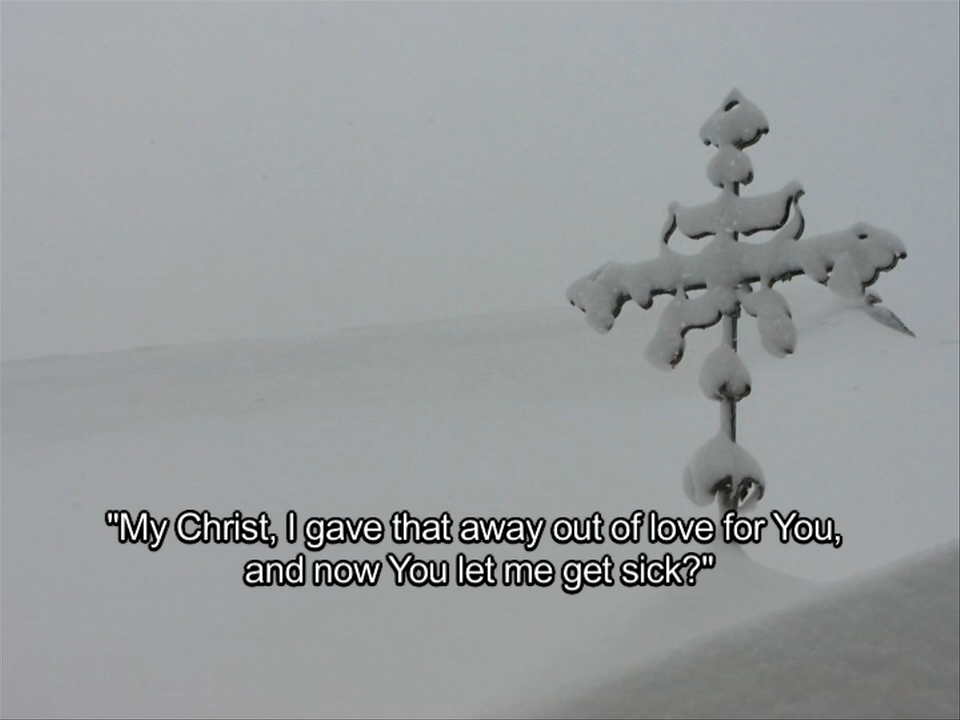 "My Christ, I gave that away out of love for You,
and now You let me get sick?"